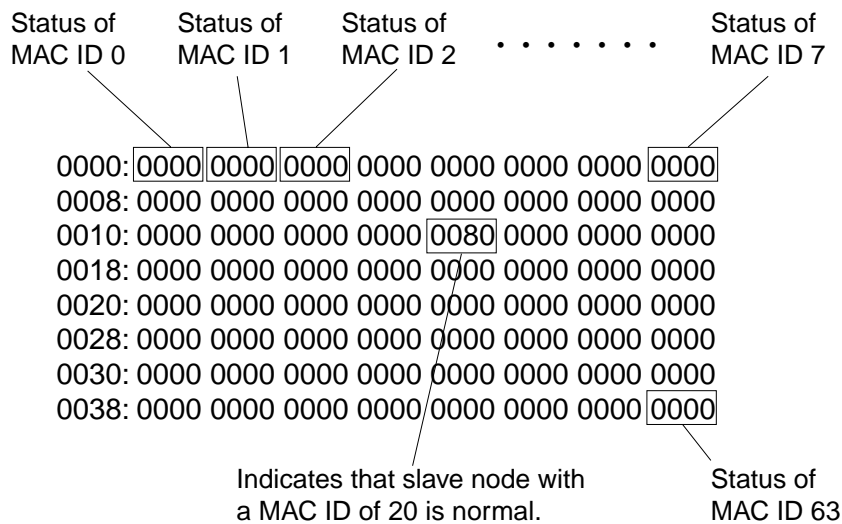 Status of MAC ID 0
Status of MAC ID 1
Status of MAC ID 2
. . . . . . .
Status of MAC ID 7
0000: 0000 0000 0000 0000 0000 0000 0000 0000
0008: 0000 0000 0000 0000 0000 0000 0000 0000
0010: 0000 0000 0000 0000 0080 0000 0000 0000
0018: 0000 0000 0000 0000 0000 0000 0000 0000
0020: 0000 0000 0000 0000 0000 0000 0000 0000
0028: 0000 0000 0000 0000 0000 0000 0000 0000
0030: 0000 0000 0000 0000 0000 0000 0000 0000
0038: 0000 0000 0000 0000 0000 0000 0000 0000
Indicates that slave node with
a MAC ID of 20 is normal.
Status of
MAC ID 63